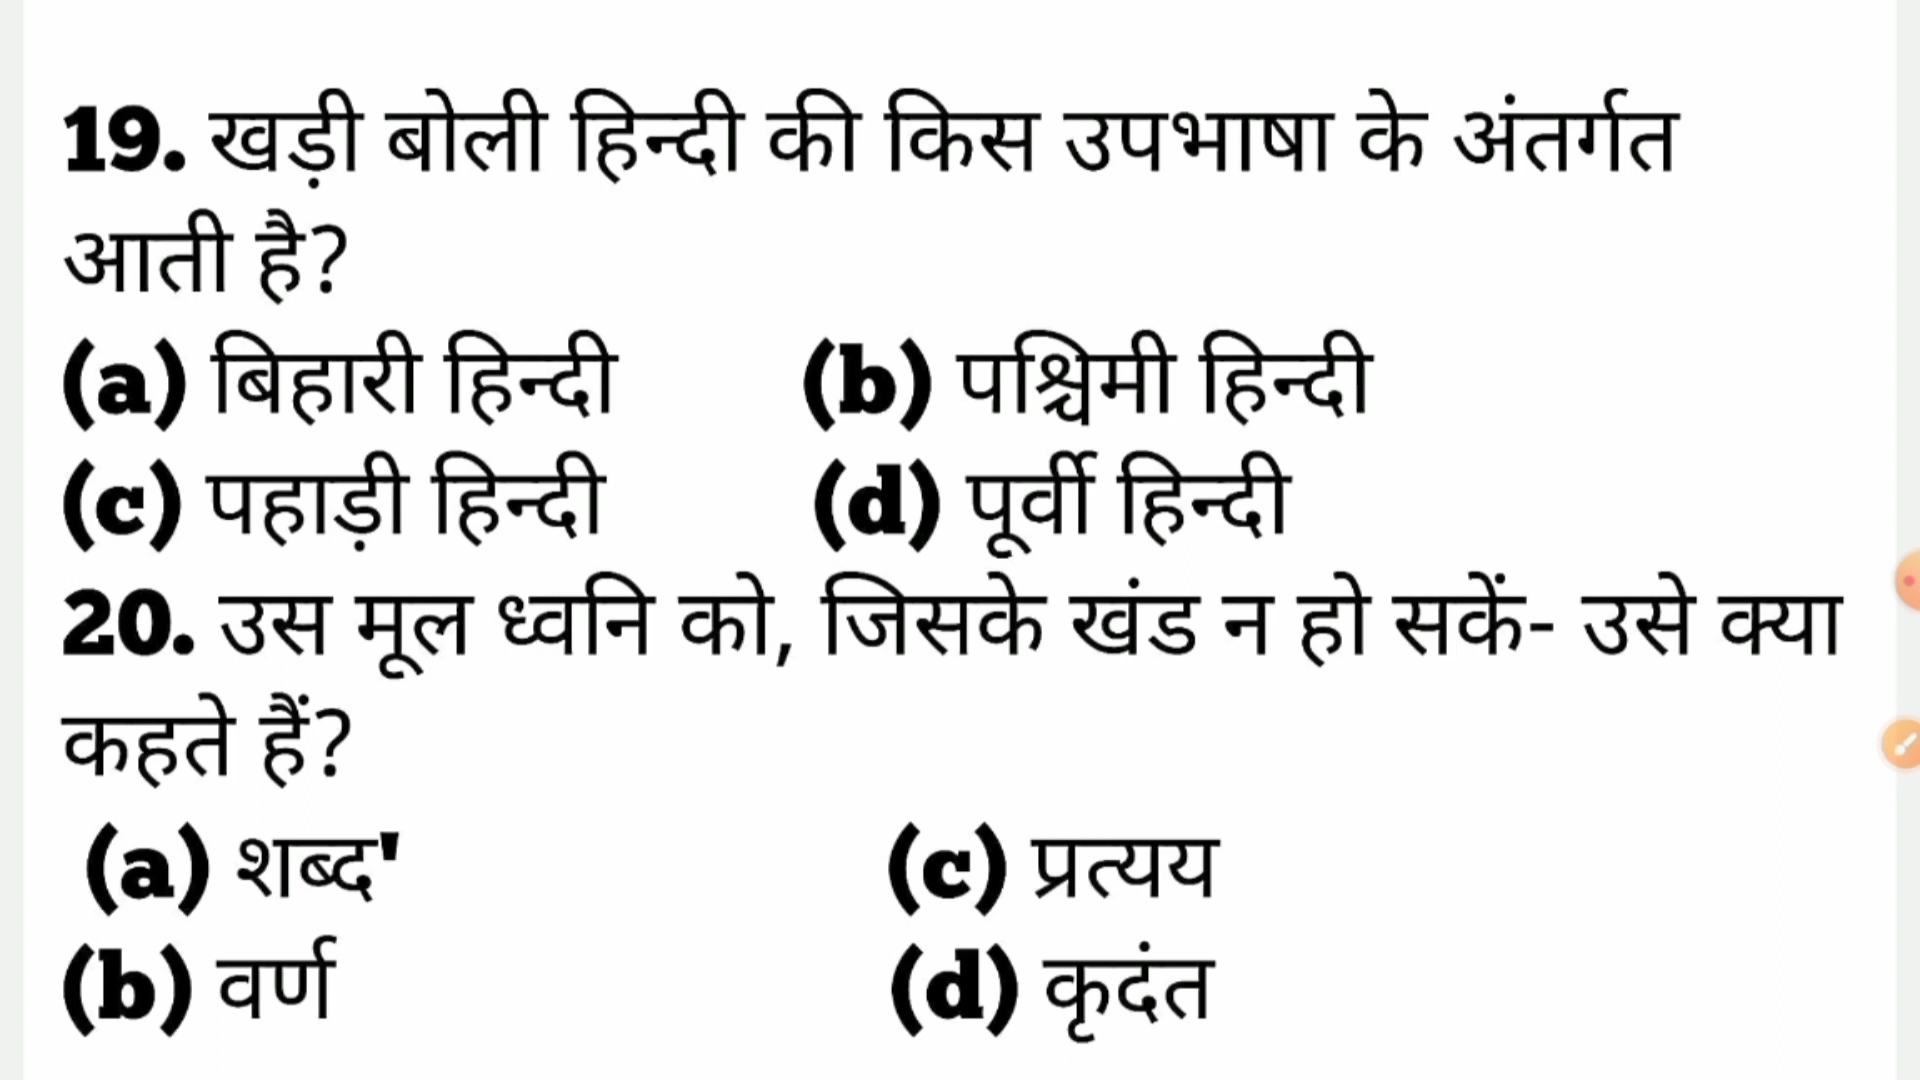 19. खड़ी बोली हिन्दी की किस उपभाषा के अंतर्गत
आती है?
(a) बिहारी हिन्दी (b) पश्चिमी हिन्दी
(c) पहाड़ी हिन्दी (d) पूर्वी हिन्दी
20. उस मूल ध्वनि को, जिसके खंड न हो सकें- उसे क्या
कहते हैं?
(a) शब्द' (c) प्रत्यय
(b) वर्ण (d) कृदंत